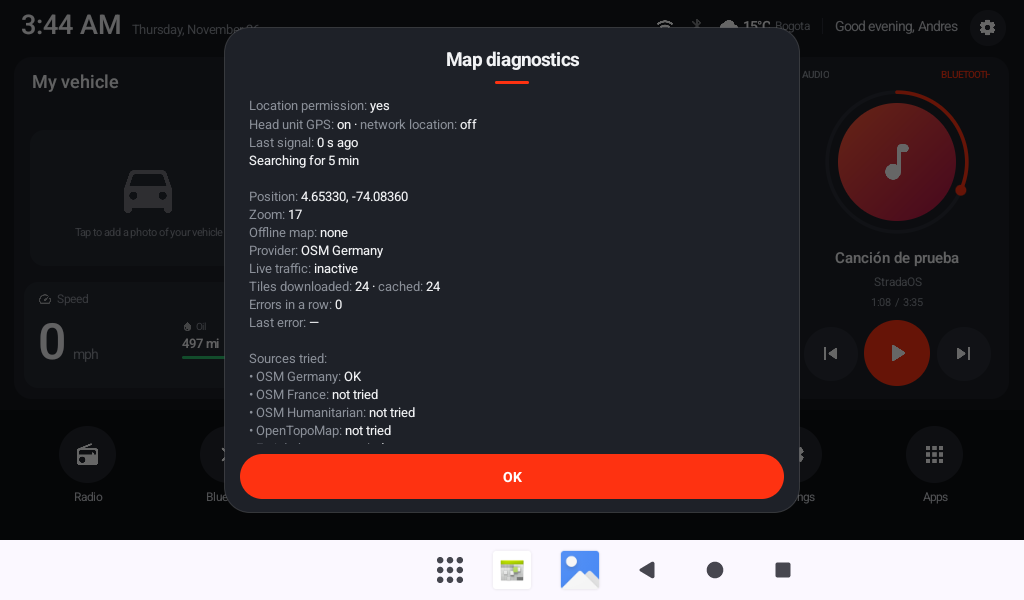 3:44 AM
Thursday, November 26
15°C Bogota
Good evening, Andres
My vehicle
Map diagnostics
AUDIO
BLUETOOTH
Location permission: yes
Head unit GPS: on · network location: off
Last signal: 0 s ago
Searching for 5 min
Position: 4.65330, -74.08360
Zoom: 17
Offline map: none
Provider: OSM Germany
Live traffic: inactive
Tiles downloaded: 24 · cached: 24
Errors in a row: 0
Last error: —
Sources tried:
• OSM Germany: OK
• OSM France: not tried
• OSM Humanitarian: not tried
• OpenTopoMap: not tried
OK
Tap to add a photo of your vehicle
Speed
0 mph
Oil
497 mi
Canción de prueba
StradaOS
1:08 / 3:35
Radio
Blue
ngs
Apps